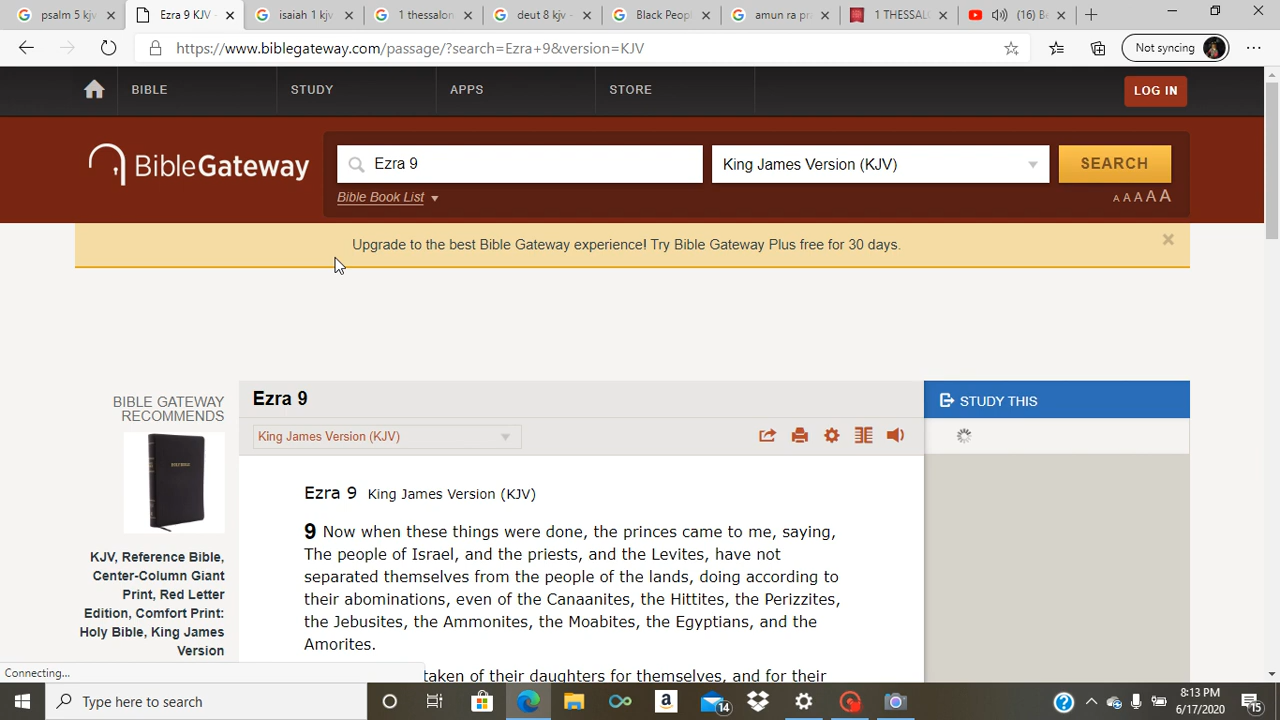 psalm 5 kjv
Ezra 9 KJV -
isaiah 1 kjv
1 thessalon
deut 8 kjv -
Black Peopl
amun ra pra
1 THESSAL
(16) Be
https://www.biblegateway.com/passage/?search=Ezra+9&version=KJV
Not syncing
BIBLE
STUDY
APPS
STORE
LOG IN
BibleGateway
Ezra 9
King James Version (KJV)
SEARCH
Bible Book List
A A A A A
Upgrade to the best Bible Gateway experience! Try Bible Gateway Plus free for 30 days.
BIBLE GATEWAY
RECOMMENDS
KJV, Reference Bible,
Center-Column Giant
Print, Red Letter
Edition, Comfort Print:
Holy Bible, King James
Version
Ezra 9
King James Version (KJV)
Ezra 9 King James Version (KJV)
9 Now when these things were done, the princes came to me, saying,
The people of Israel, and the priests, and the Levites, have not
separated themselves from the people of the lands, doing according to
their abominations, even of the Canaanites, the Hittites, the Perizzites,
the Jebusites, the Ammonites, the Moabites, the Egyptians, and the
Amorites.
taken of their daughters for themselves, and for their
STUDY THIS
Connecting...
Type here to search
14
8:13 PM
6/17/2020
15